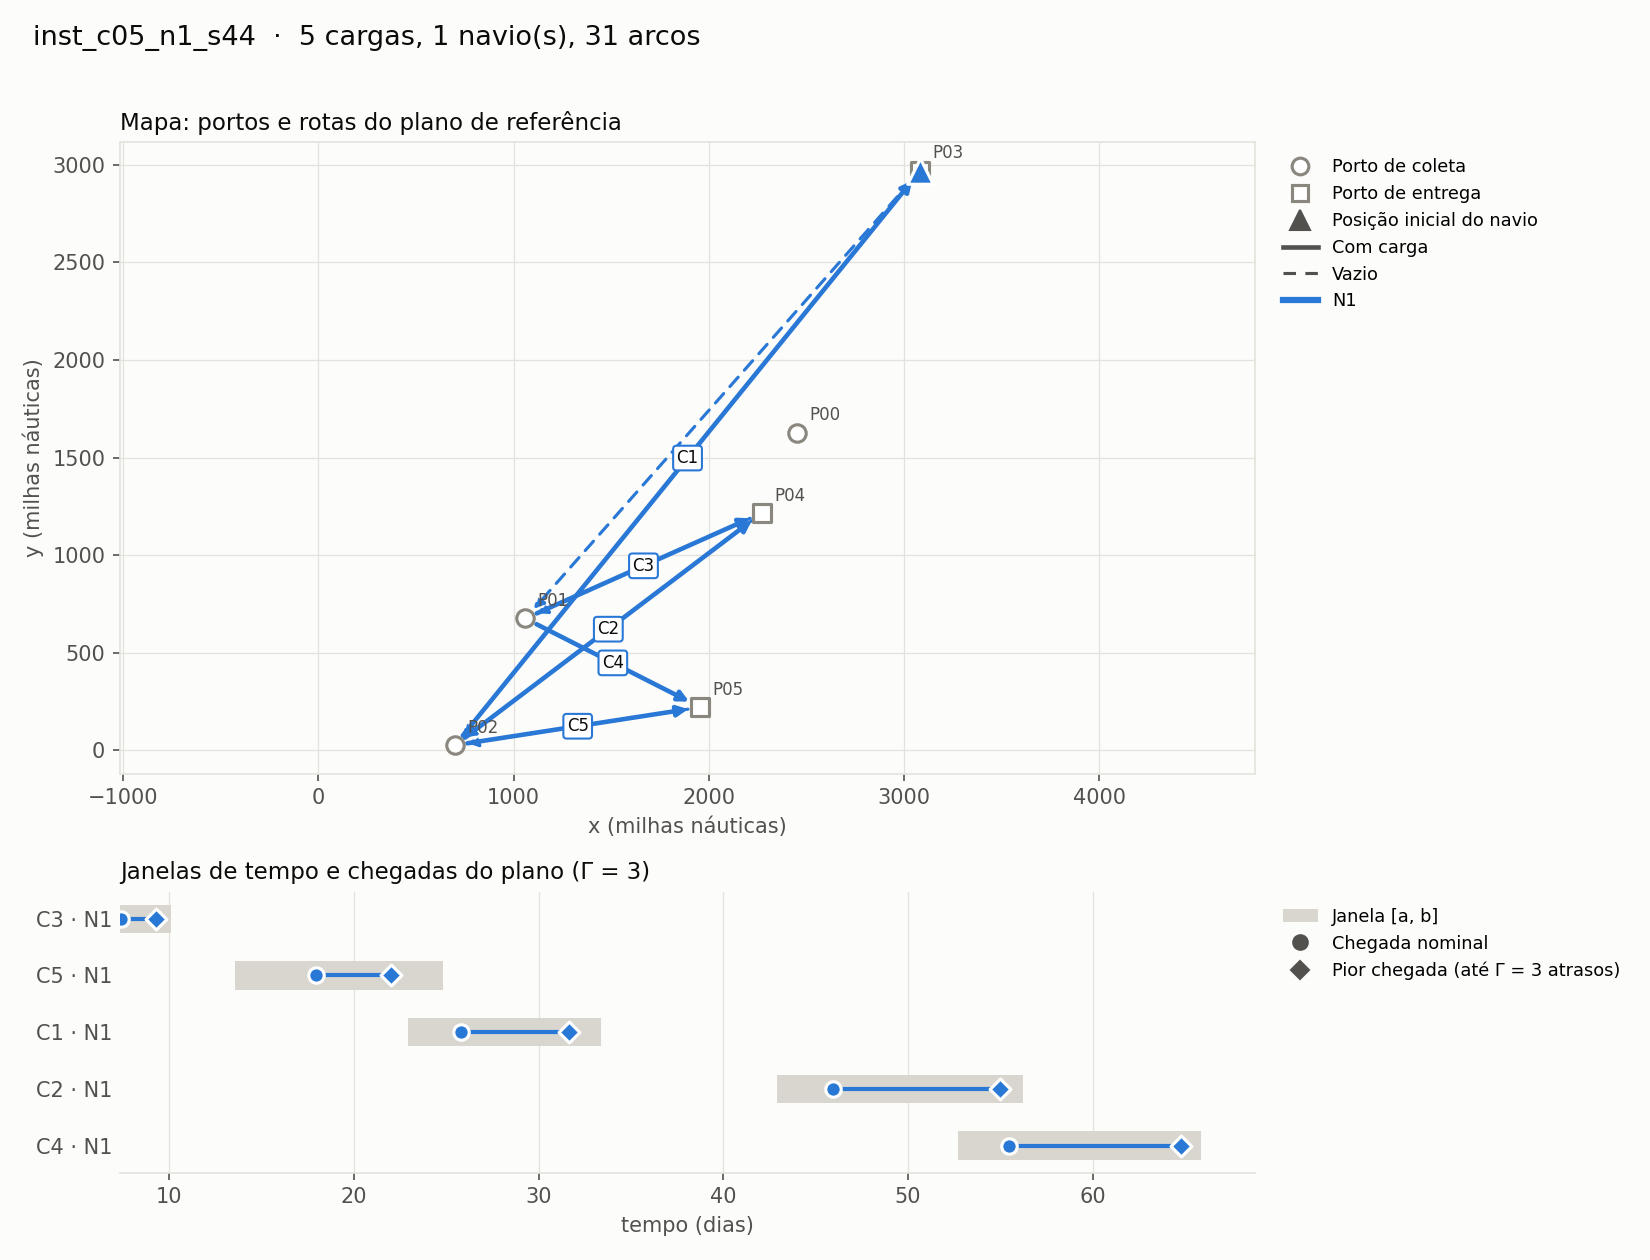 inst_c05_n1_s44  ·  5 cargas, 1 navio(s), 31 arcos
Mapa: portos e rotas do plano de referência
y (milhas náuticas)
3000
2500
2000
1500
1000
500
0
P03
P00
P04
P01
P05
P02
C1
C3
C2
C4
C5
−1000
0
1000
2000
3000
4000
x (milhas náuticas)
Porto de coleta
Porto de entrega
Posição inicial do navio
Com carga
Vazio
N1
Janelas de tempo e chegadas do plano (Γ = 3)
C3 · N1
C5 · N1
C1 · N1
C2 · N1
C4 · N1
10
20
30
40
50
60
tempo (dias)
Janela [a, b]
Chegada nominal
Pior chegada (até Γ = 3 atrasos)